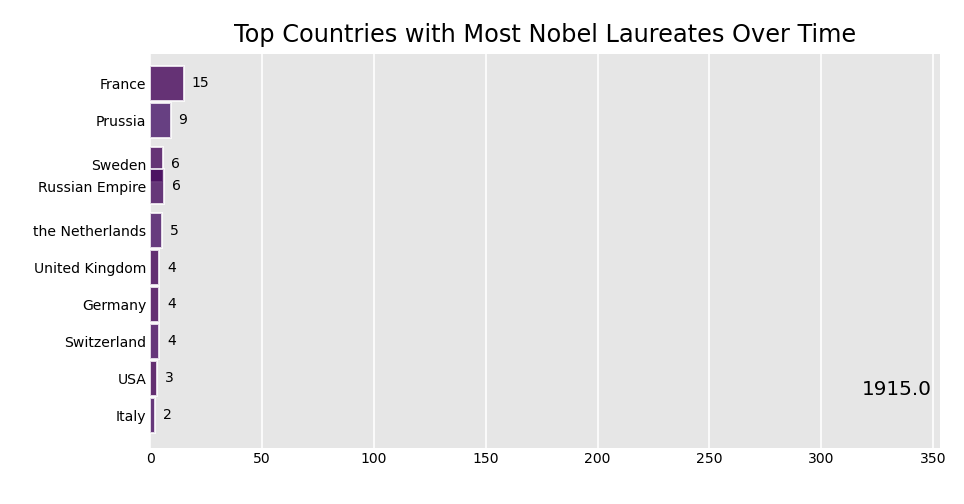 Top Countries with Most Nobel Laureates Over Time
France 15
Prussia 9
Sweden 6
Russian Empire 6
the Netherlands 5
United Kingdom 4
Germany 4
Switzerland 4
USA 3
1915.0
Italy 2
0 50 100 150 200 250 300 350